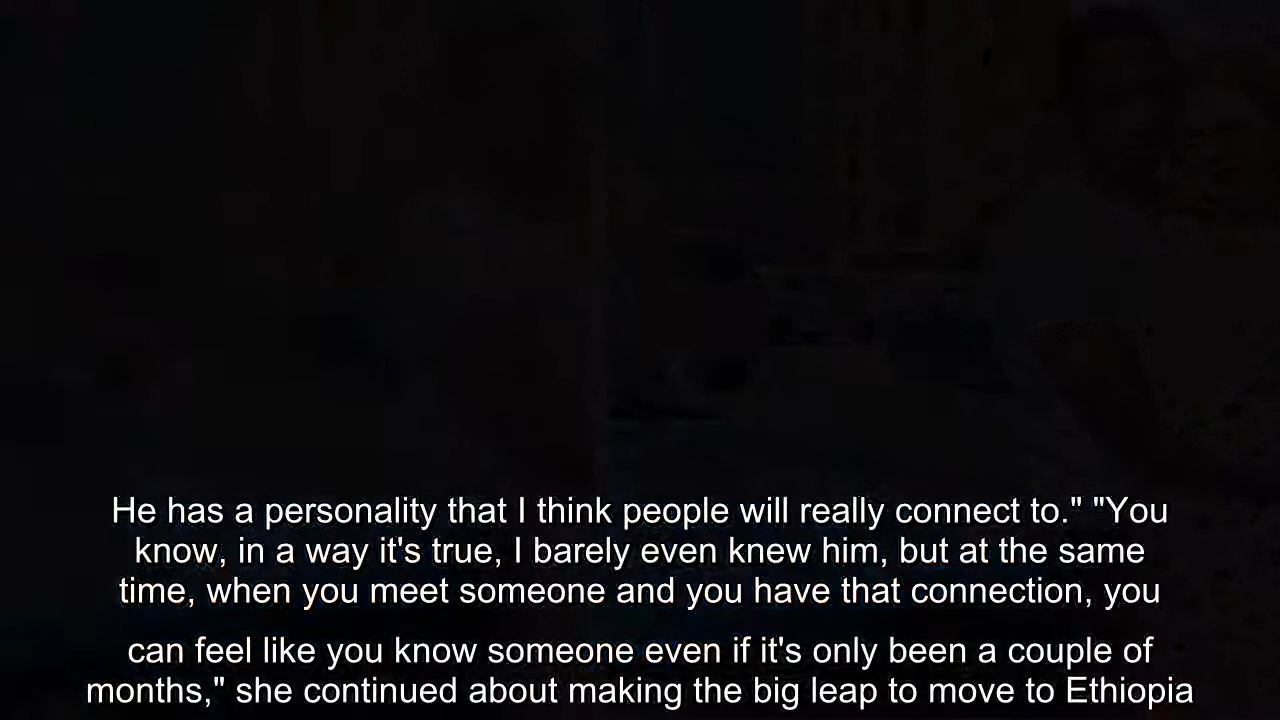 He has a personality that I think people will really connect to." "You
know, in a way it's true, I barely even knew him, but at the same
time, when you meet someone and you have that connection, you
can feel like you know someone even if it's only been a couple of
months," she continued about making the big leap to move to Ethiopia